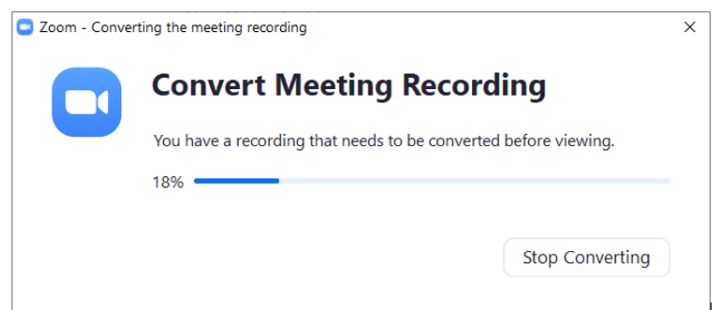 Zoom - Converting the meeting recording
Convert Meeting Recording
You have a recording that needs to be converted before viewing.
18%
Stop Converting